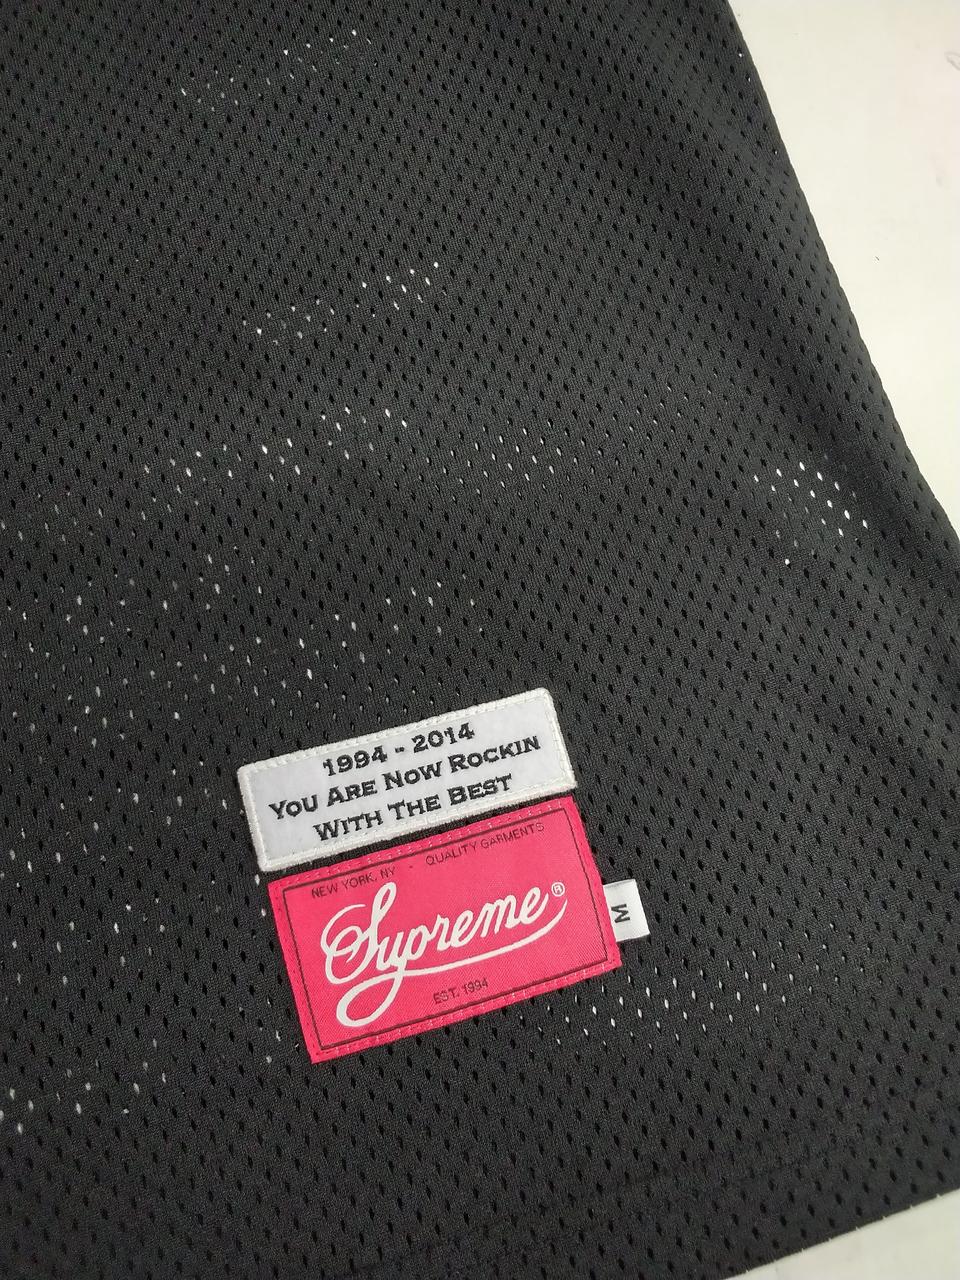 1994 - 2014
You Are Now Rockin
With The Best
NEW YORK, NY - QUALITY GARMENTS
Supreme®
EST. 1994
M